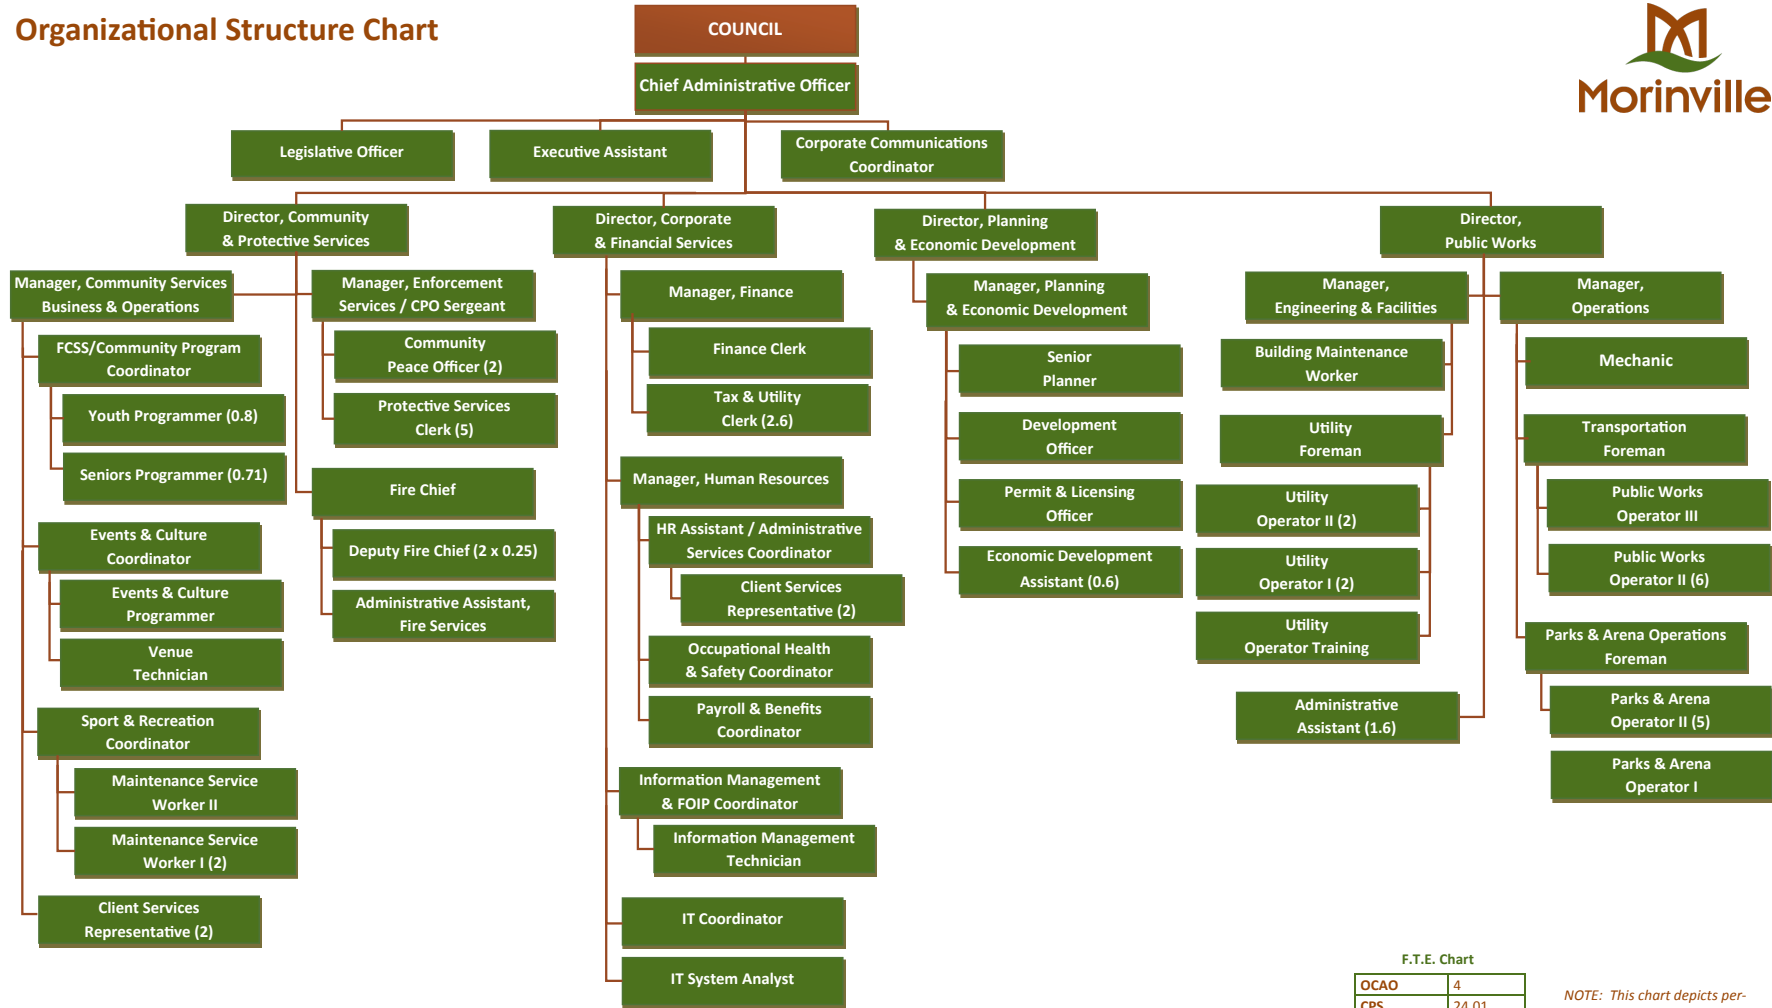 Organizational Structure Chart
COUNCIL
Morinville
Chief Administrative Officer
Legislative Officer
Executive Assistant
Corporate Communications
Coordinator
Director, Community
& Protective Services
Manager, Community Services
Business & Operations
FCSS/Community Program
Coordinator
Youth Programmer (0.8)
Seniors Programmer (0.71)
Events & Culture
Coordinator
Events & Culture
Programmer
Venue
Technician
Sport & Recreation
Coordinator
Maintenance Service
Worker II
Maintenance Service
Worker I (2)
Client Services
Representative (2)
Manager, Enforcement
Services / CPO Sergeant
Community
Peace Officer (2)
Protective Services
Clerk (5)
Fire Chief
Deputy Fire Chief (2 x 0.25)
Administrative Assistant,
Fire Services
Director, Corporate
& Financial Services
Manager, Finance
Finance Clerk
Tax & Utility
Clerk (2.6)
Manager, Human Resources
HR Assistant / Administrative
Services Coordinator
Client Services
Representative (2)
Occupational Health
& Safety Coordinator
Payroll & Benefits
Coordinator
Information Management
& FOIP Coordinator
Information Management
Technician
IT Coordinator
IT System Analyst
Director, Planning
& Economic Development
Manager, Planning
& Economic Development
Senior
Planner
Development
Officer
Permit & Licensing
Officer
Economic Development
Assistant (0.6)
Director,
Public Works
Manager,
Engineering & Facilities
Building Maintenance
Worker
Utility
Foreman
Utility
Operator II (2)
Utility
Operator I (2)
Utility
Operator Training
Administrative
Assistant (1.6)
Manager,
Operations
Mechanic
Transportation
Foreman
Public Works
Operator III
Public Works
Operator II (6)
Parks & Arena Operations
Foreman
Parks & Arena
Operator II (5)
Parks & Arena
Operator I
F.T.E. Chart
OCAO 4
CPS 24.01
NOTE: This chart depicts per-